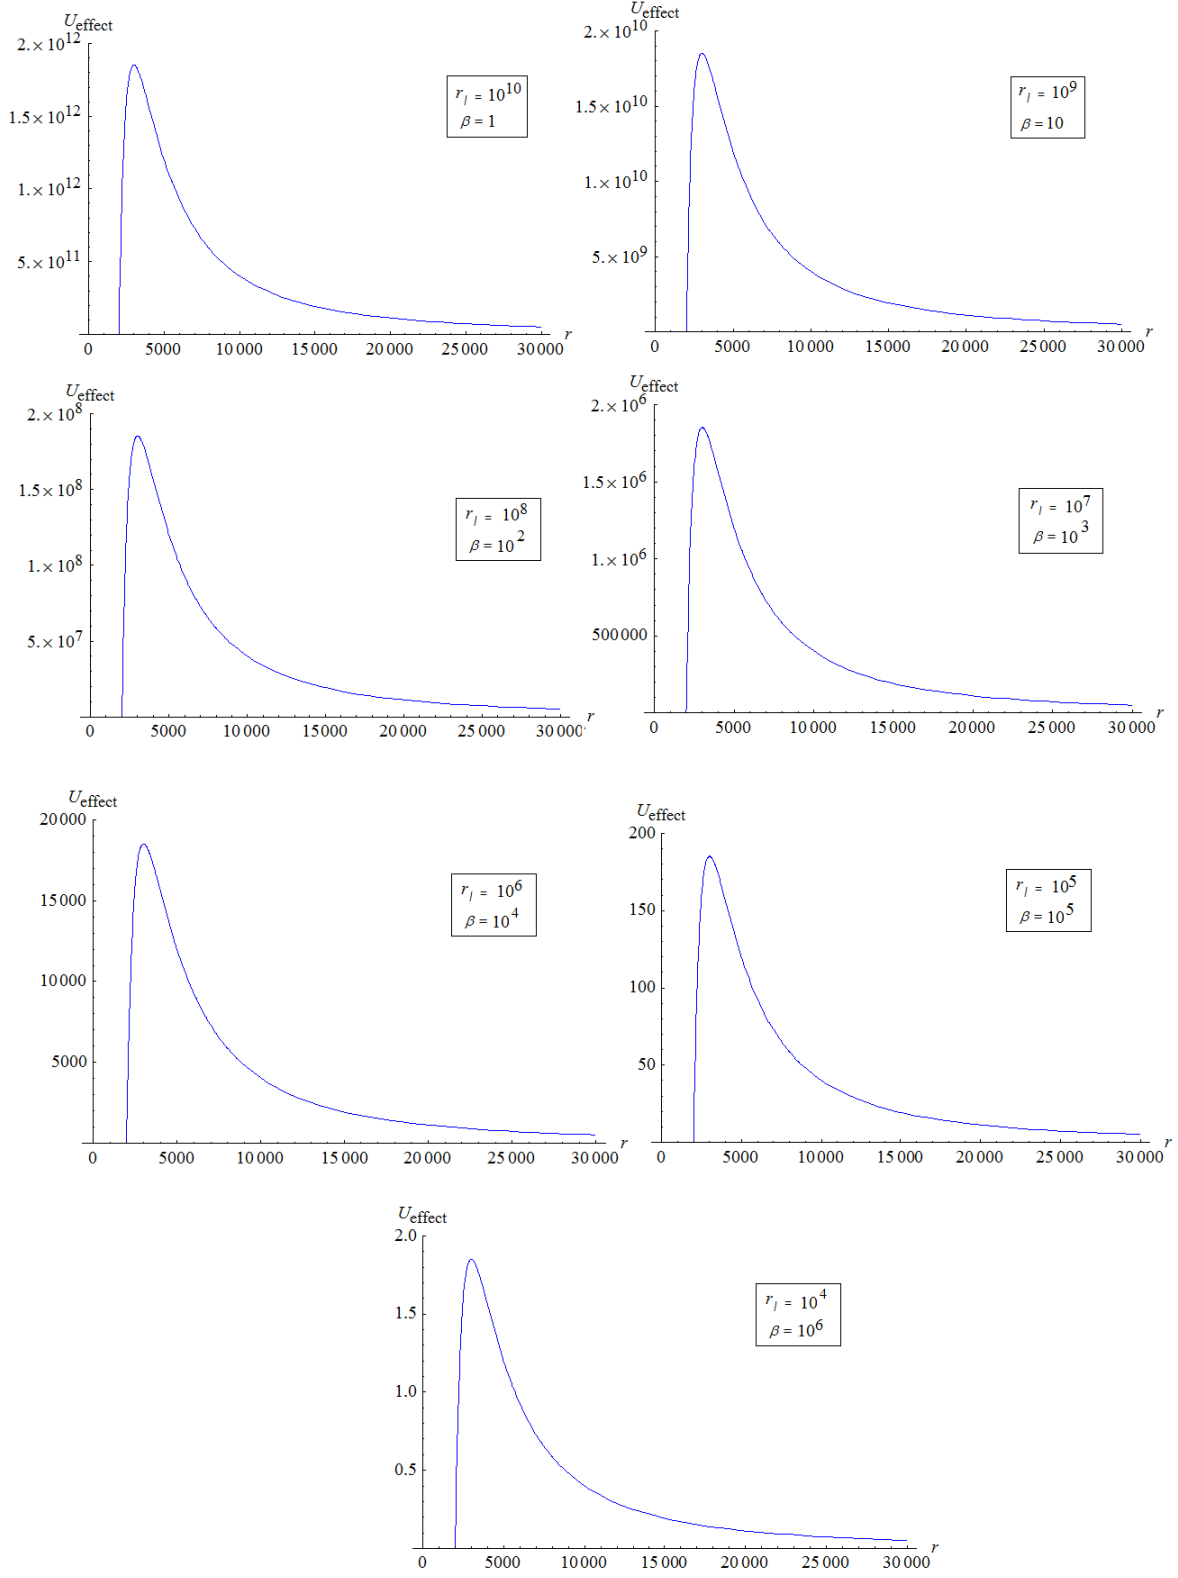 U_effect
2.×10^12
1.5×10^12
1.×10^12
5.×10^11
r_l = 10^10
β = 1
0 5000 10000 15000 20000 25000 30000 r
U_effect
2.×10^10
1.5×10^10
1.×10^10
5.×10^9
r_l = 10^9
β = 10
0 5000 10000 15000 20000 25000 30000 r
U_effect
2.×10^8
1.5×10^8
1.×10^8
5.×10^7
r_l = 10^8
β = 10^2
0 5000 10000 15000 20000 25000 30000 r
U_effect
2.×10^6
1.5×10^6
1.×10^6
500000
r_l = 10^7
β = 10^3
0 5000 10000 15000 20000 25000 30000 r
U_effect
20000
15000
10000
5000
r_l = 10^6
β = 10^4
0 5000 10000 15000 20000 25000 30000 r
U_effect
200
150
100
50
r_l = 10^5
β = 10^5
0 5000 10000 15000 20000 25000 30000 r
U_effect
2.0
1.5
1.0
0.5
r_l = 10^4
β = 10^6
0 5000 10000 15000 20000 25000 30000 r